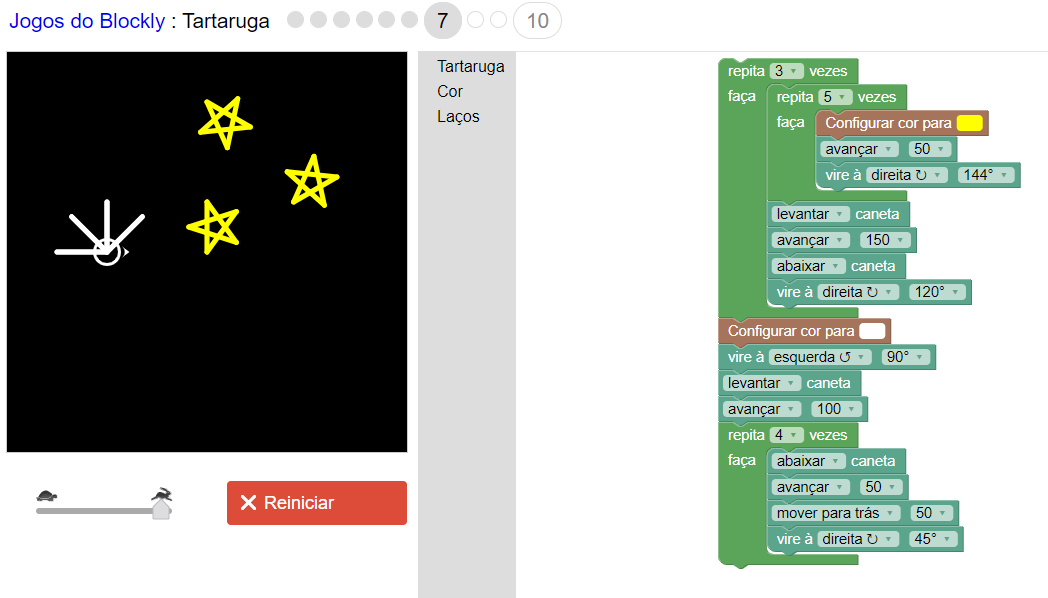 Jogos do Blockly : Tartaruga 7 10
Tartaruga
Cor
Laços
repita 3 vezes
faça repita 5 vezes
faça Configurar cor para
avançar 50
vire à direita ↻ 144°
levantar caneta
avançar 150
abaixar caneta
vire à direita ↻ 120°
Configurar cor para
vire à esquerda ↺ 90°
levantar caneta
avançar 100
repita 4 vezes
faça abaixar caneta
avançar 50
mover para trás 50
vire à direita ↻ 45°
Reiniciar